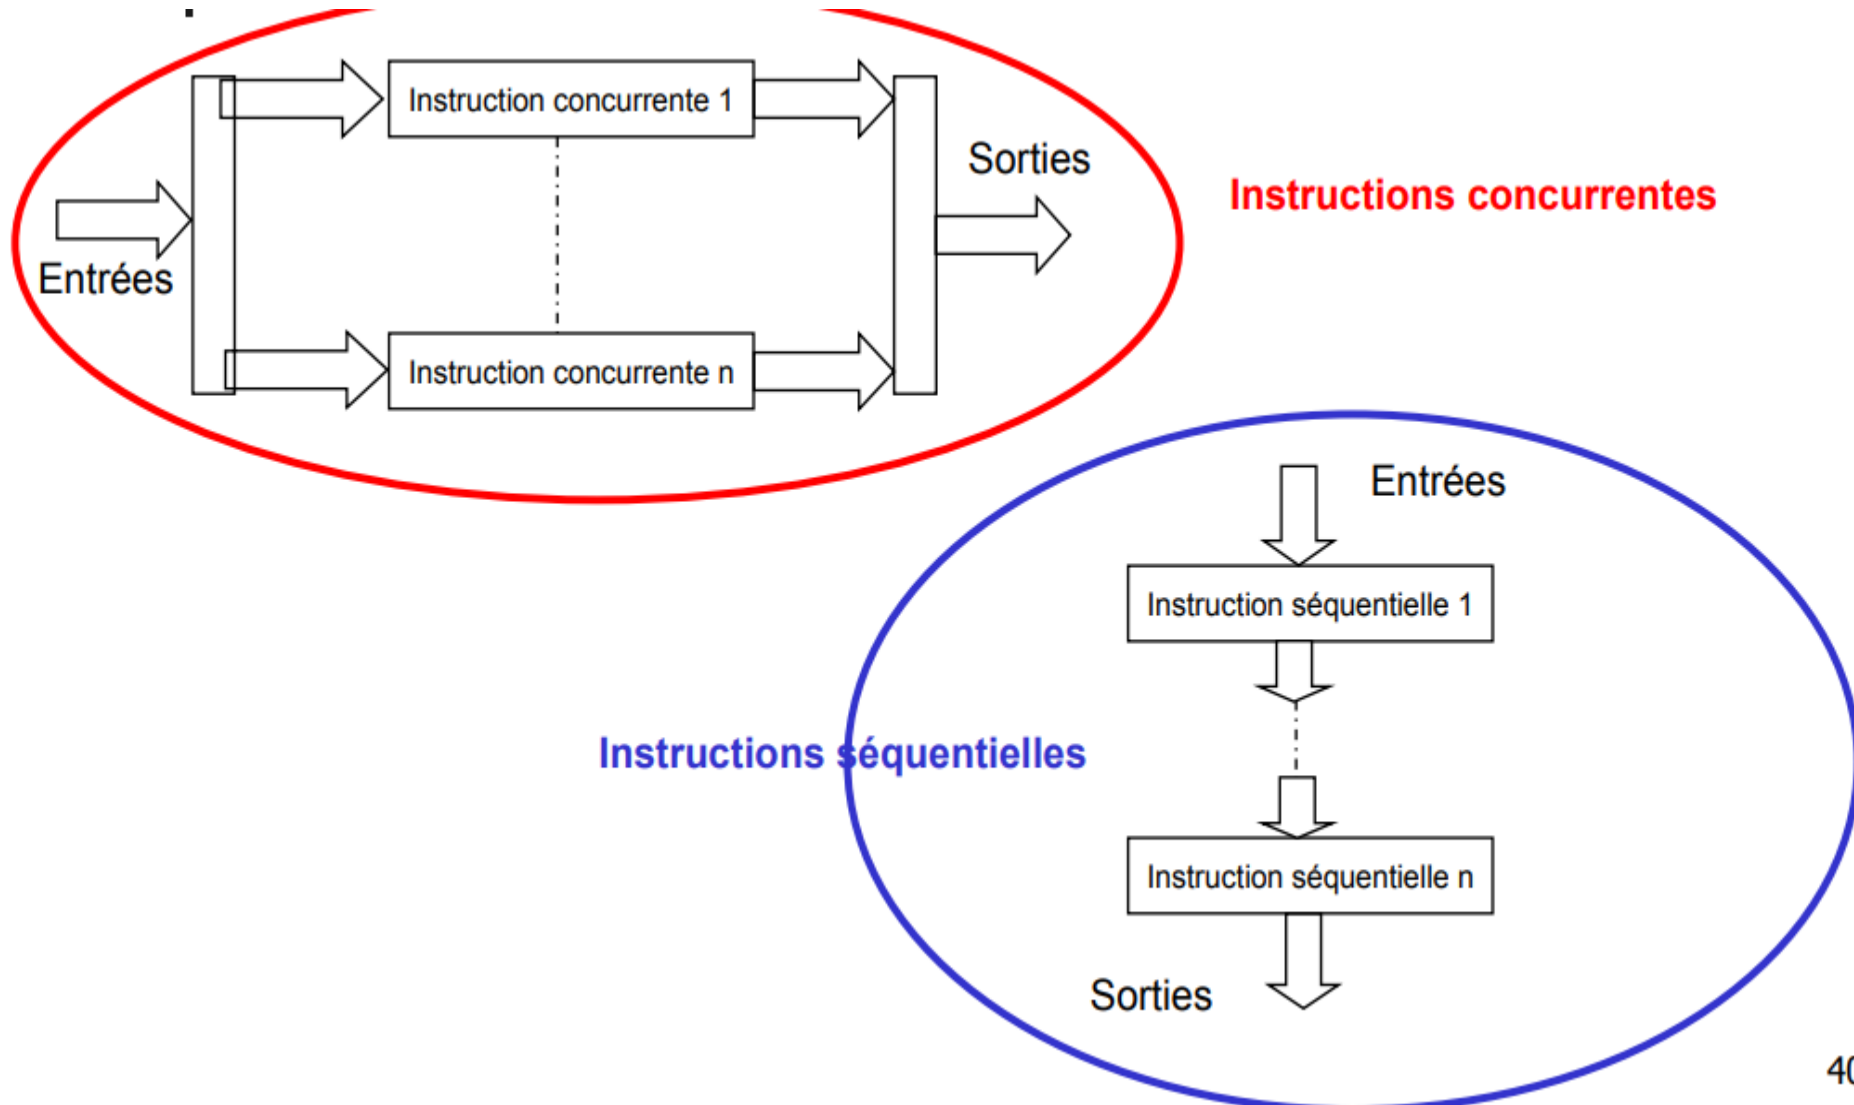 Instruction concurrente 1
Sorties
Instructions concurrentes
Entrées
Instruction concurrente n
Entrées
Instruction séquentielle 1
Instructions séquentielles
Instruction séquentielle n
Sorties
40